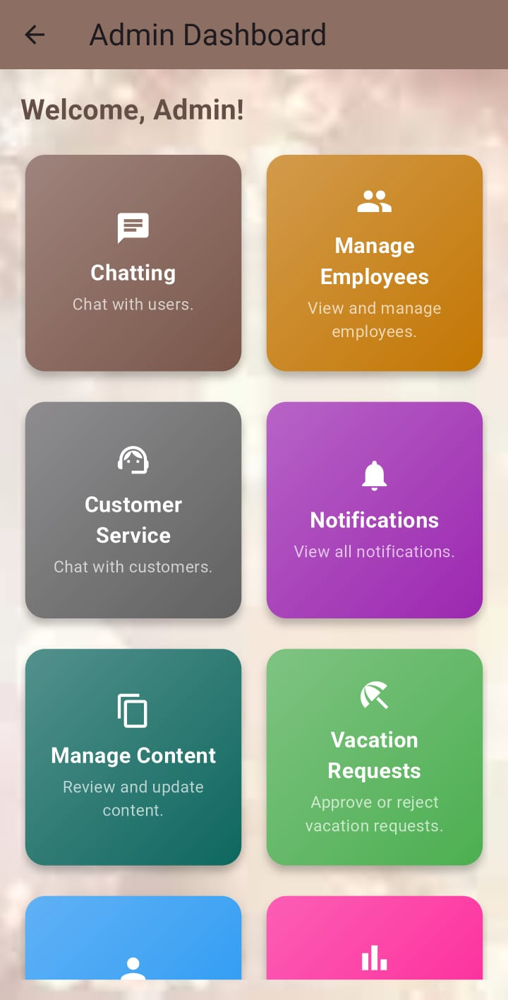 Admin Dashboard
Welcome, Admin!
Chatting
Chat with users.
Manage
Employees
View and manage
employees.
Customer
Service
Chat with customers.
Notifications
View all notifications.
Manage Content
Review and update
content.
Vacation
Requests
Approve or reject
vacation requests.